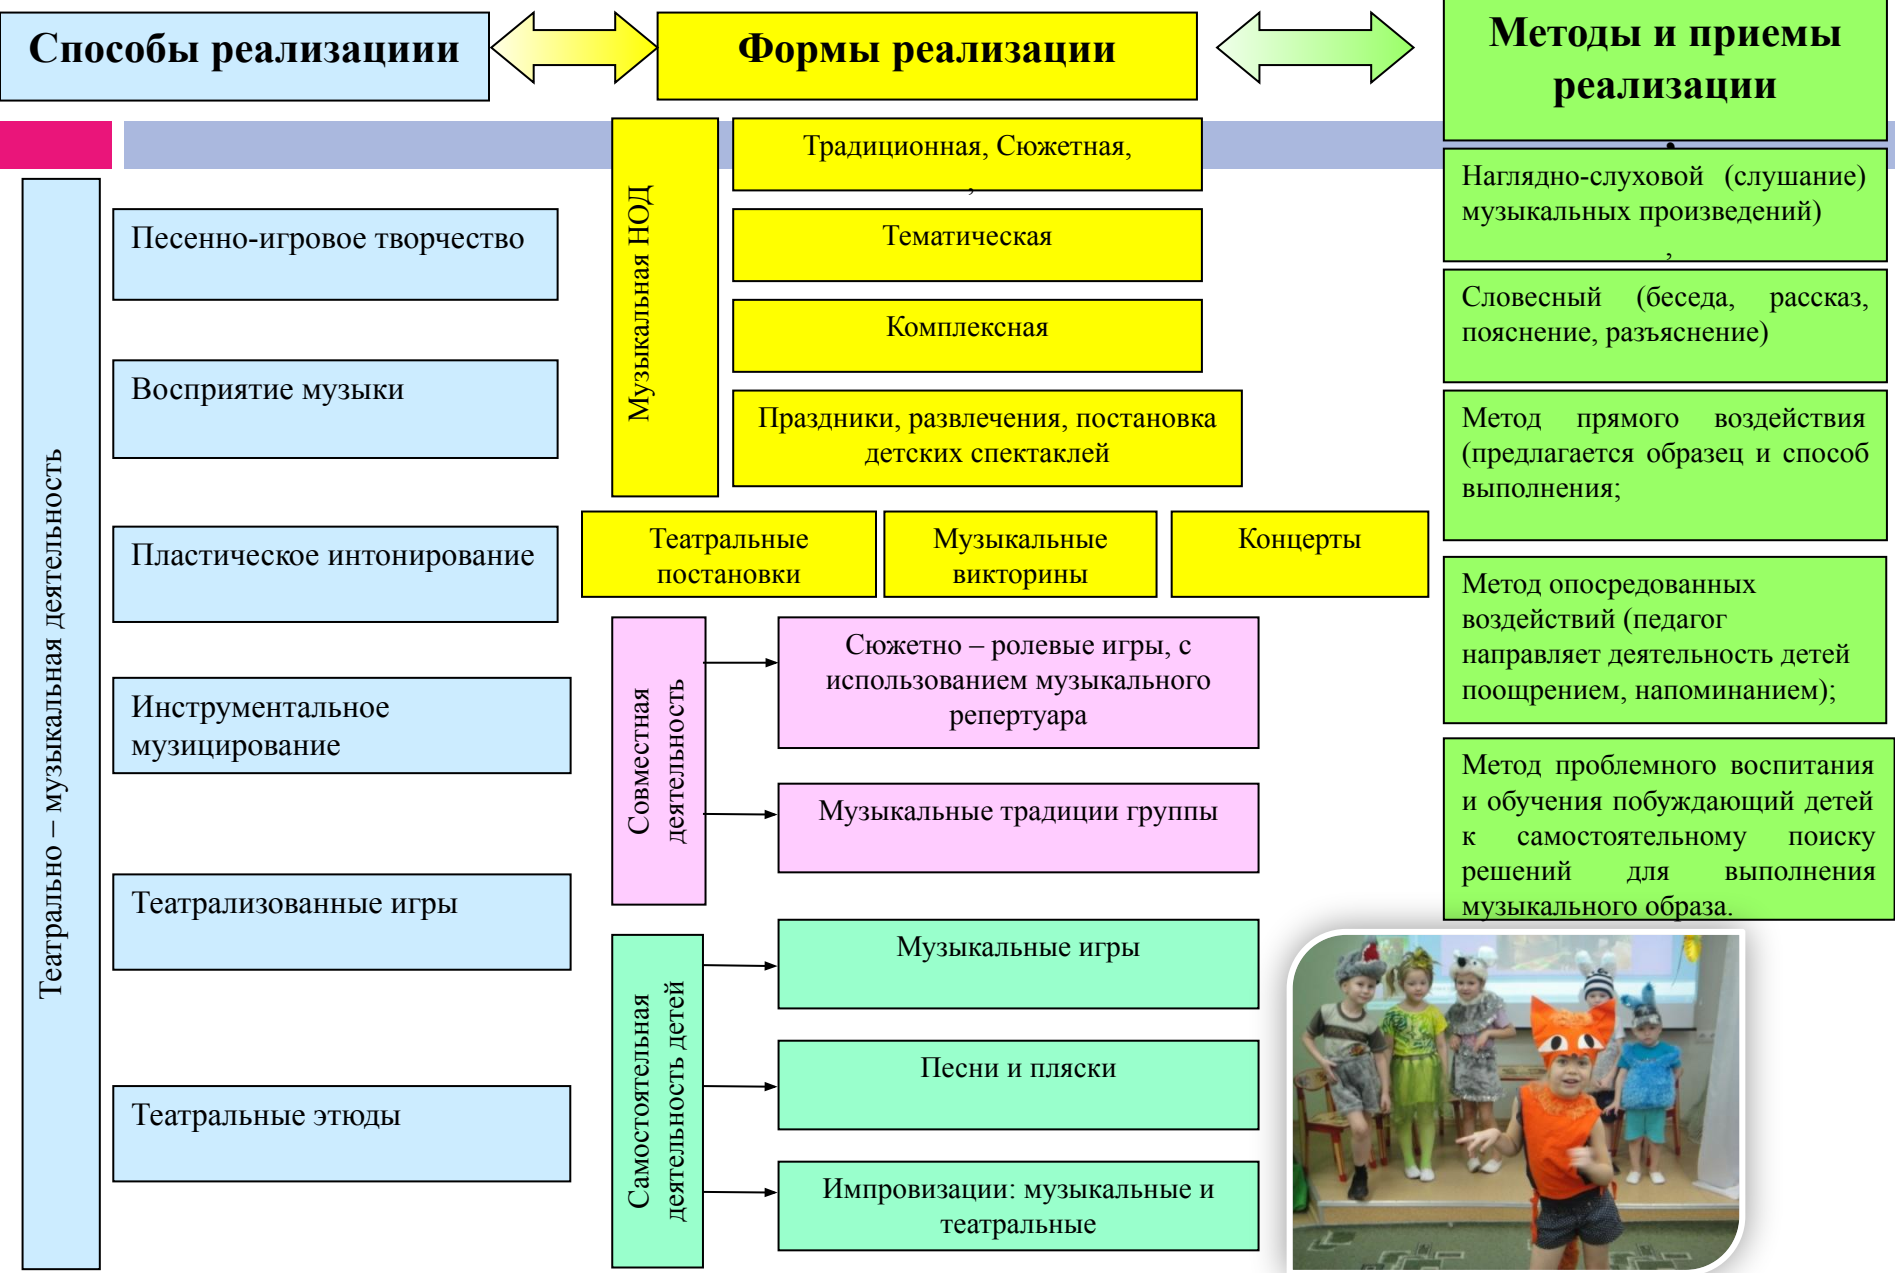 Способы реализациии
Формы реализации
Методы и приемы
реализации
Театрально – музыкальная деятельность
Песенно-игровое творчество
Восприятие музыки
Пластическое интонирование
Инструментальное
музицирование
Театрализованные игры
Театральные этюды
Музыкальная НОД
Традиционная, Сюжетная,
,
Тематическая
Комплексная
Праздники, развлечения, постановка
детских спектаклей
Театральные
постановки
Музыкальные
викторины
Концерты
Совместная
деятельность
Сюжетно – ролевые игры, с
использованием музыкального
репертуара
Музыкальные традиции группы
Самостоятельная
деятельность детей
Музыкальные игры
Песни и пляски
Импровизации: музыкальные и
театральные
Наглядно-слуховой (слушание)
музыкальных произведений)
,
Словесный (беседа, рассказ,
пояснение, разъяснение)
Метод прямого воздействия
(предлагается образец и способ
выполнения;
Метод опосредованных
воздействий (педагог
направляет деятельность детей
поощрением, напоминанием);
Метод проблемного воспитания
и обучения побуждающий детей
к самостоятельному поиску
решений для выполнения
музыкального образа.